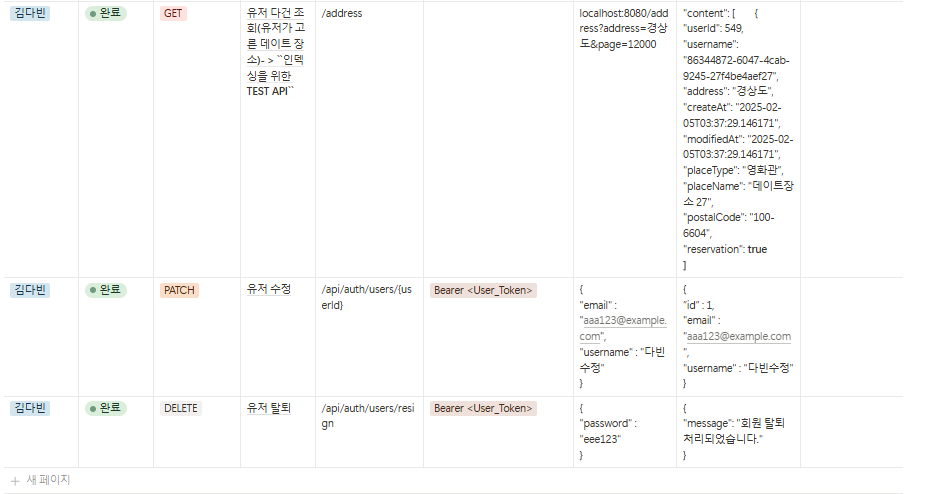 김다빈
완료
GET
유저 다건 조
회(유저가 고
른 데이트 장
소)- > ``인덱
싱을 위한
TEST API``
/address
localhost:8080/add
ress?address=경상
도&page=12000
"content": [ {
"userId": 549,
"username":
"86344872-6047-4cab-
9245-27f4be4aef27",
"address": "경상도",
"createAt": "2025-02-
05T03:37:29.146171",
"modifiedAt": "2025-02-
05T03:37:29.146171",
"placeType": "영화관",
"placeName": "데이트장
소 27",
"postalCode": "100-
6604",
"reservation": true
]
김다빈
완료
PATCH
유저 수정
/api/auth/users/{us
erId}
Bearer <User_Token>
{
"email" :
"aaa123@example.
com",
"username" : "다빈
수정"
}
{
"id" : 1,
"email" :
"aaa123@example.com
",
"username" : "다빈수정"
}
김다빈
완료
DELETE
유저 탈퇴
/api/auth/users/resi
gn
Bearer <User_Token>
{
"password" :
"eee123"
}
{
"message": "회원 탈퇴
처리되었습니다."
}
+ 새 페이지